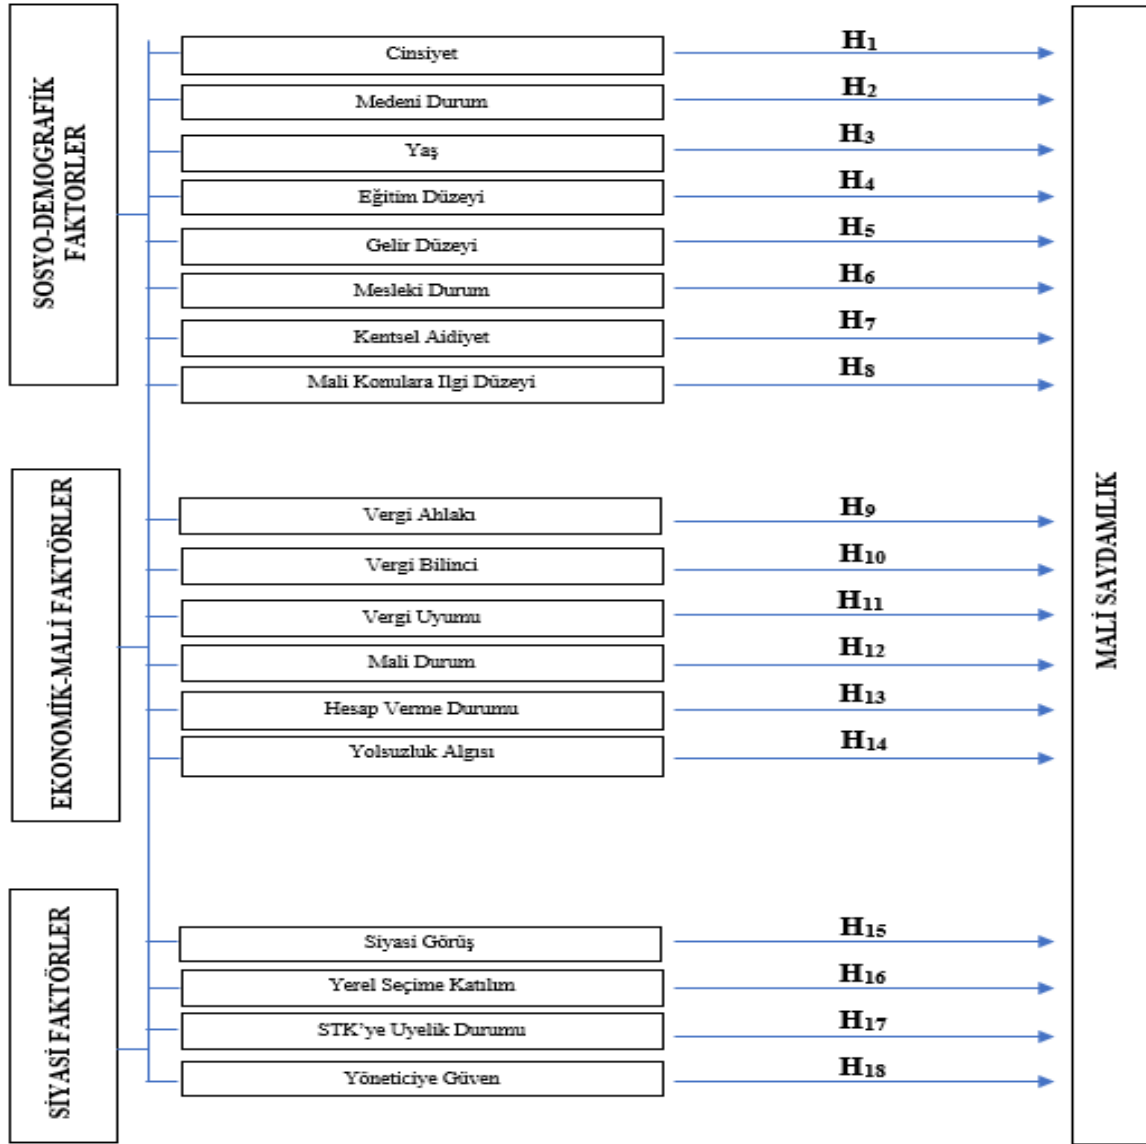 SOSYO-DEMOGRAFİK
FAKTÖRLER
Cinsiyet
H1
Medeni Durum
H2
Yaş
H3
Eğitim Düzeyi
H4
Gelir Düzeyi
H5
Mesleki Durum
H6
Kentsel Aidiyet
H7
Mali Konulara Ilgi Düzeyi
H8
EKONOMİK-MALİ FAKTÖRLER
Vergi Ahlakı
H9
Vergi Bilinci
H10
Vergi Uyumu
H11
Mali Durum
H12
Hesap Verme Durumu
H13
Yolsuzluk Algısı
H14
SİYASİ FAKTÖRLER
Siyasi Görüş
H15
Yerel Seçime Katılım
H16
STK’ye Uyelik Durumu
H17
Yöneticiye Güven
H18
MALİ SAYDAMLIK